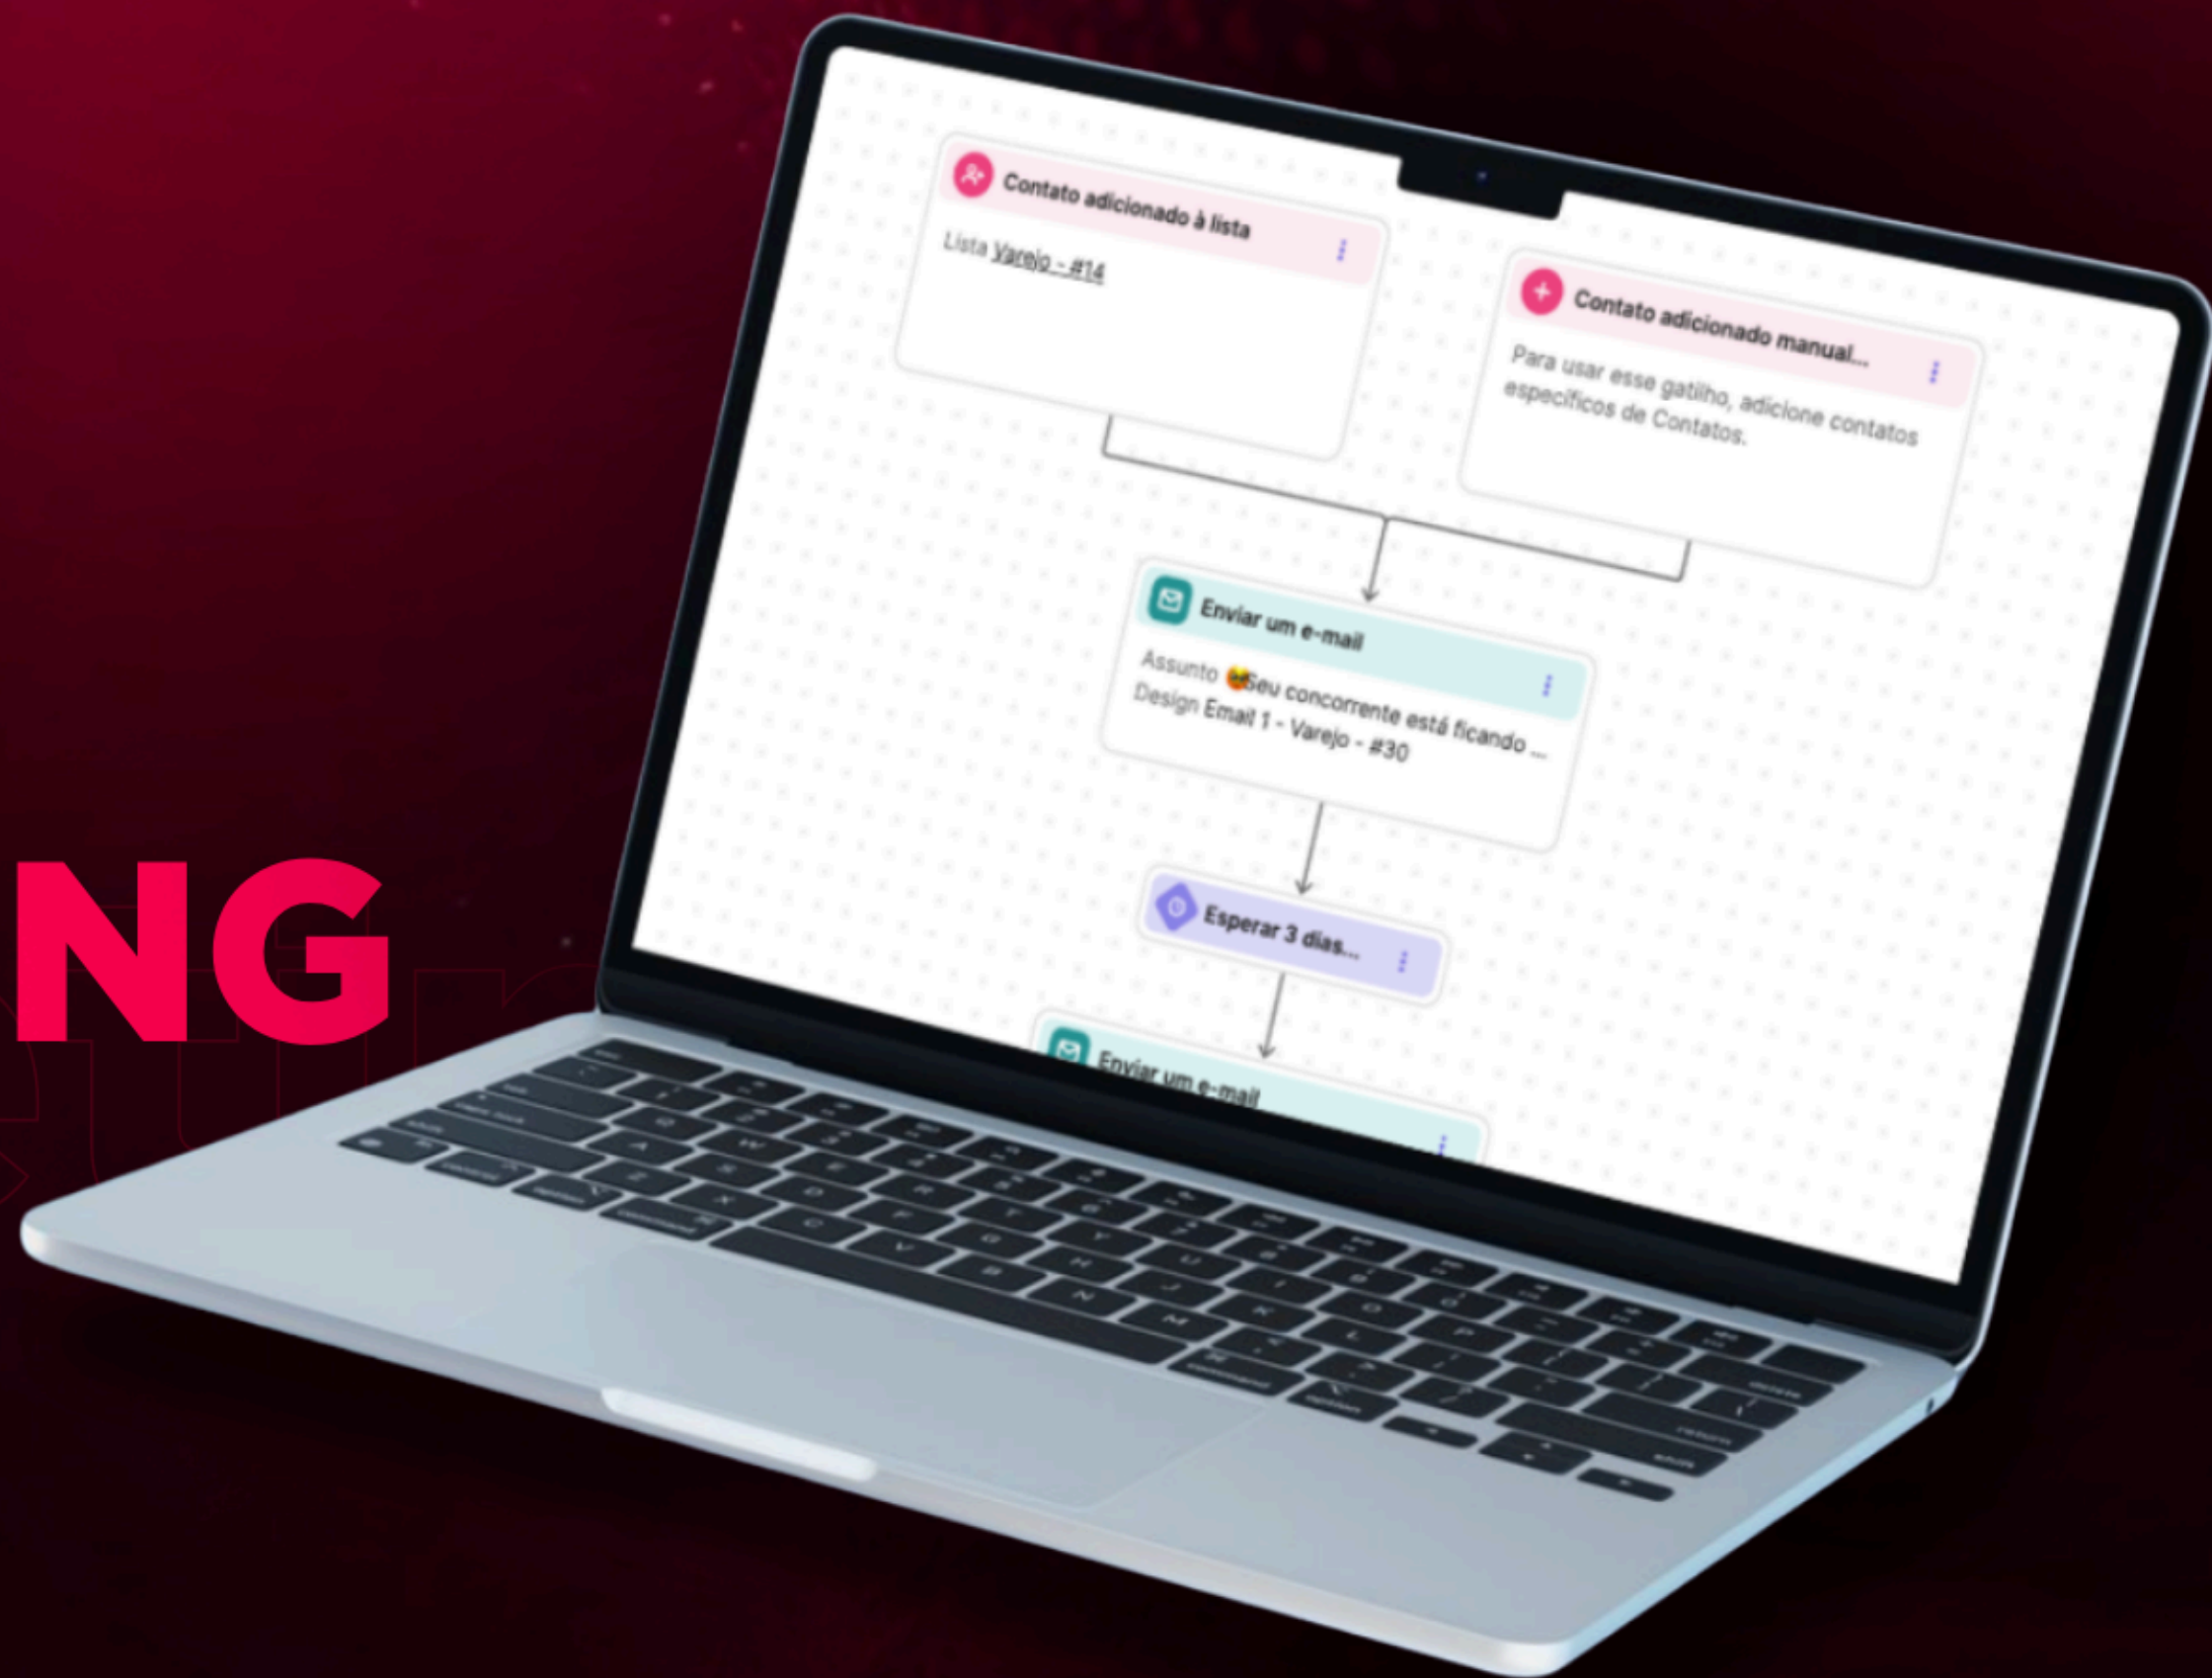 Contato adicionado à lista
Lista Varejo - #14
Contato adicionado manual...
Para usar esse gatilho, adicione contatos
específicos de Contatos.
Enviar um e-mail
Assunto Seu concorrente está ficando ...
Design Email 1 - Varejo - #30
Esperar 3 dias...
Enviar um e-mail
NG